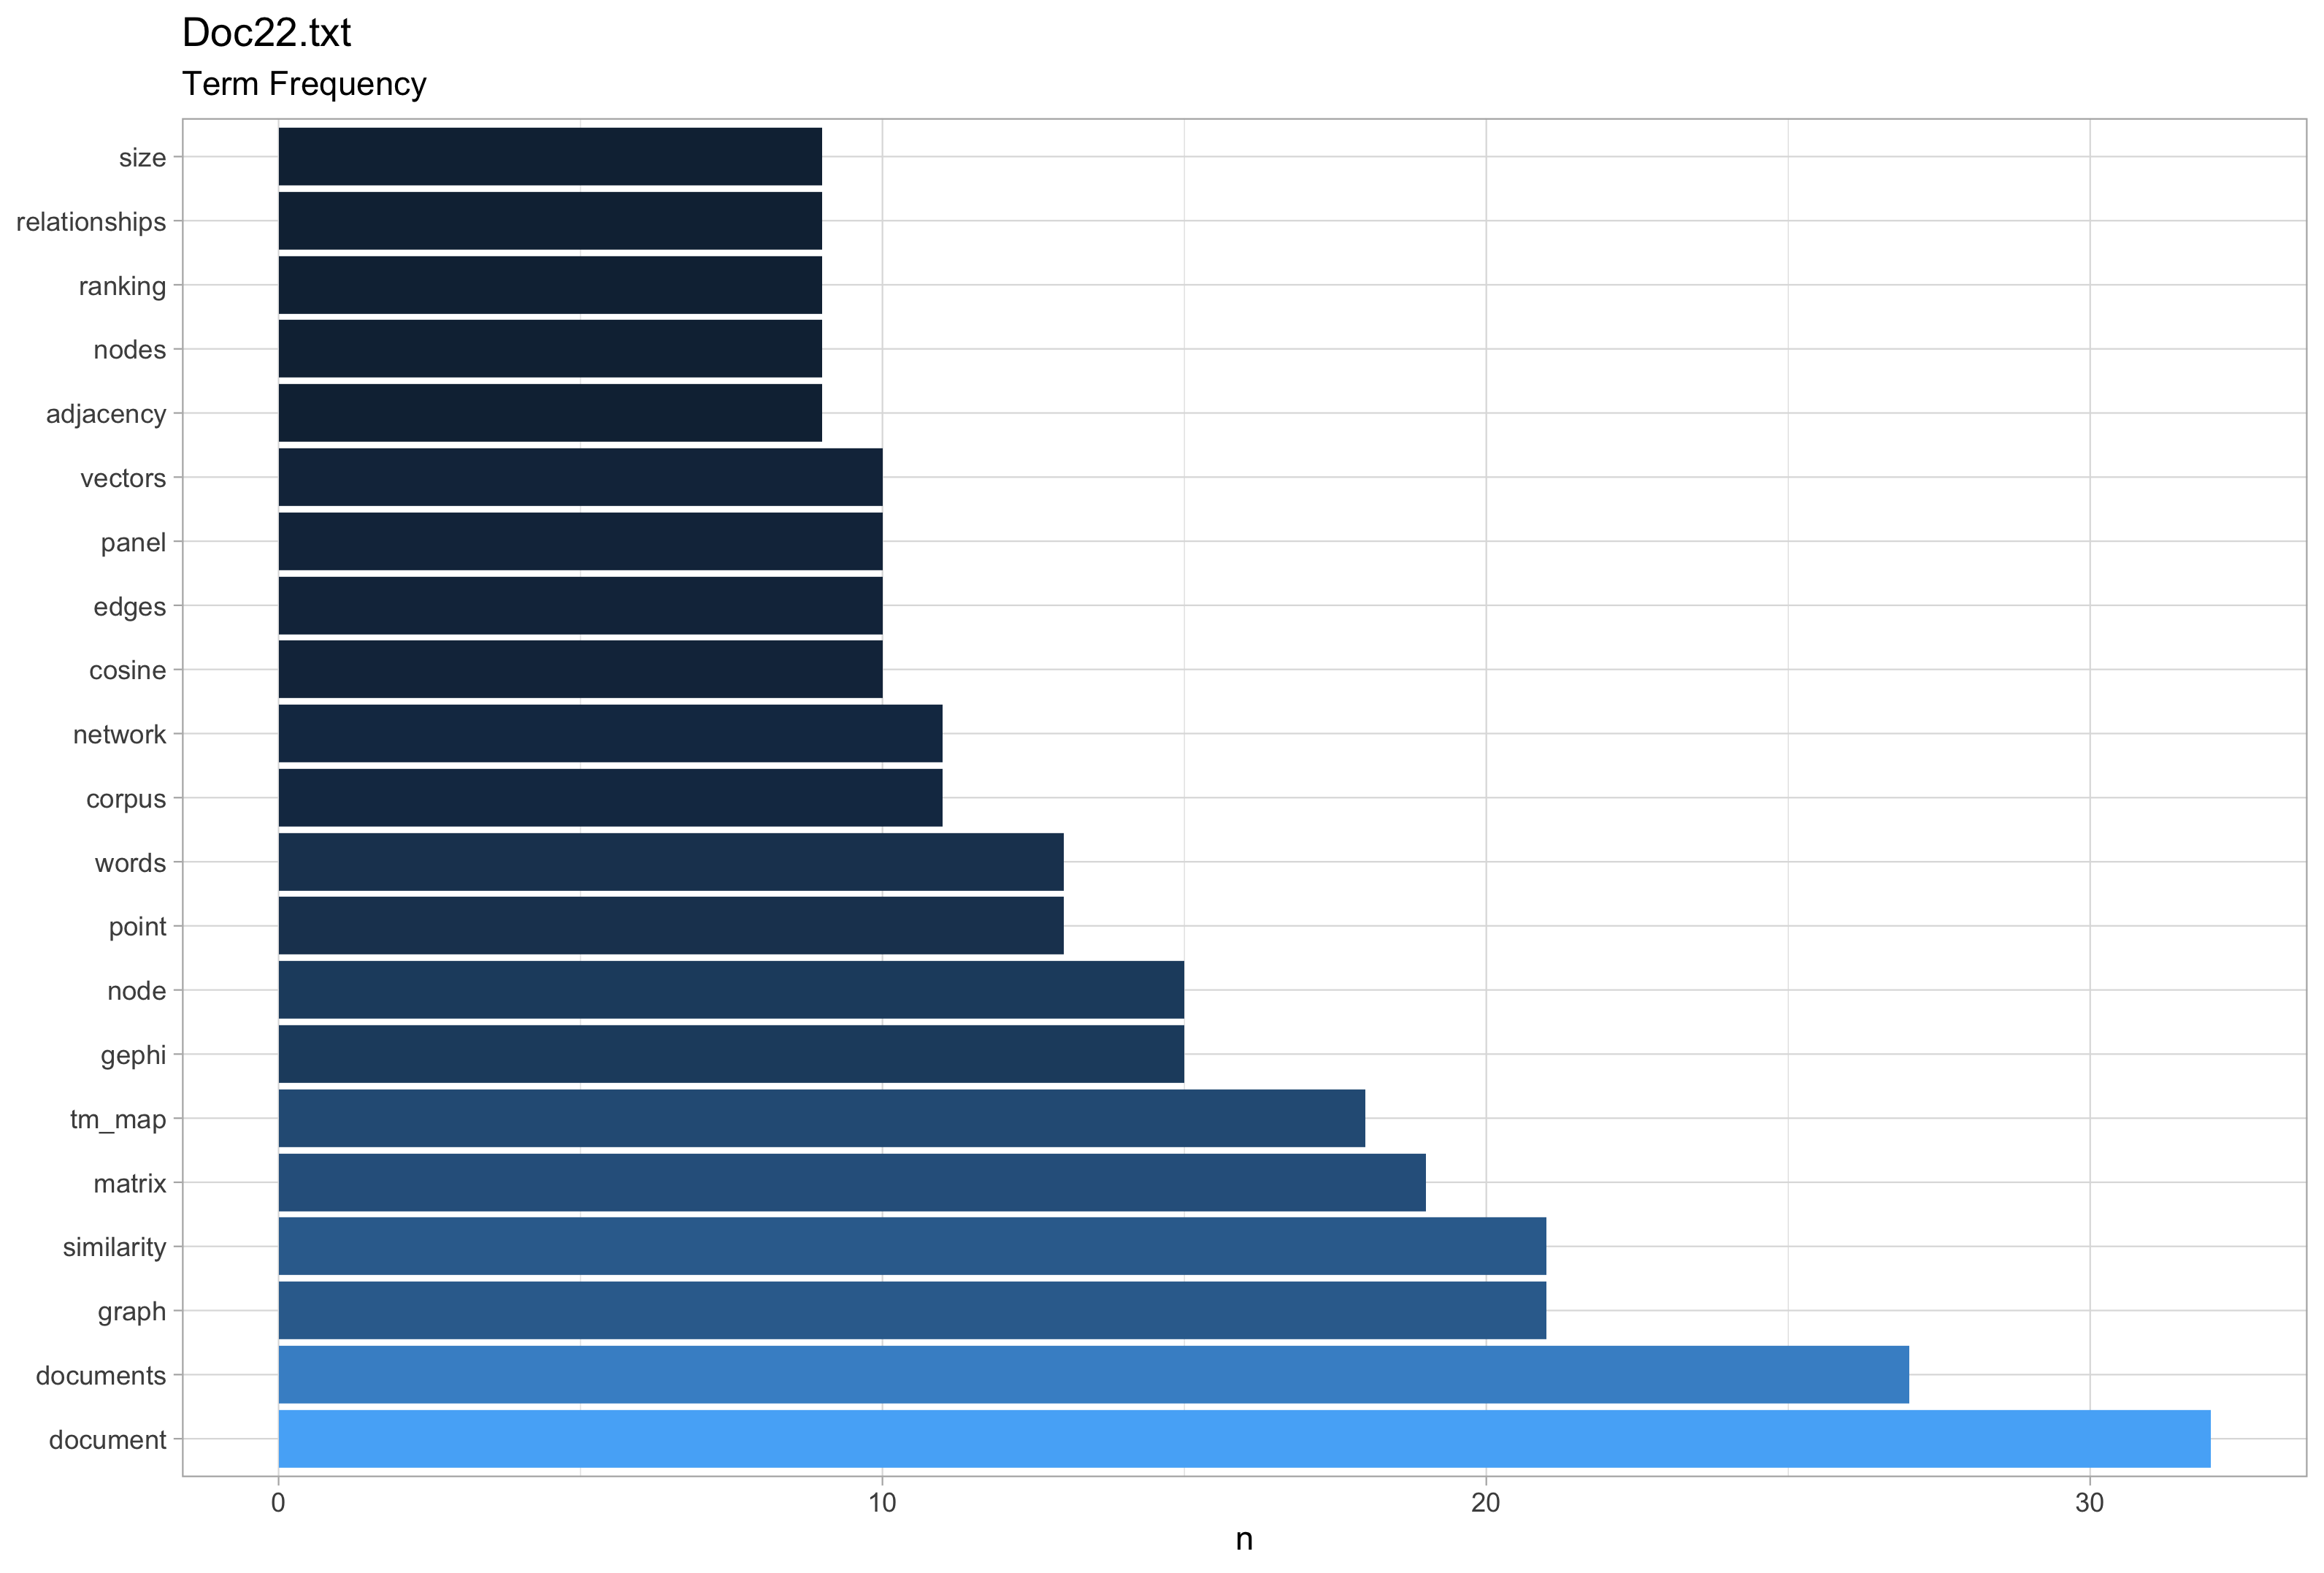 Doc22.txt
Term Frequency
size
relationships
ranking
nodes
adjacency
vectors
panel
edges
cosine
network
corpus
words
point
node
gephi
tm_map
matrix
similarity
graph
documents
document
0 10 20 30
n